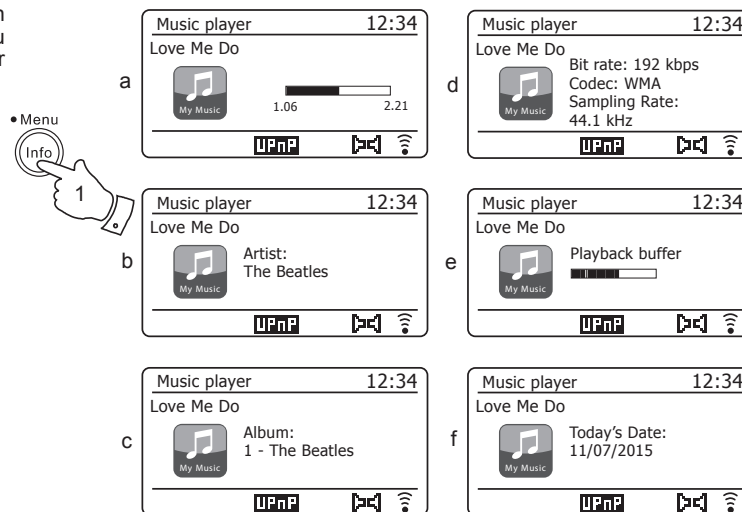 n
u
r
• Menu
Info
1
a
Music player 12:34
Love Me Do
My Music
1.06 2.21
UPnP
b
Music player 12:34
Love Me Do
My Music
Artist:
The Beatles
UPnP
c
Music player 12:34
Love Me Do
My Music
Album:
1 - The Beatles
UPnP
d
Music player 12:34
Love Me Do
My Music
Bit rate: 192 kbps
Codec: WMA
Sampling Rate:
44.1 kHz
UPnP
e
Music player 12:34
Love Me Do
My Music
Playback buffer
UPnP
f
Music player 12:34
Love Me Do
My Music
Today's Date:
11/07/2015
UPnP